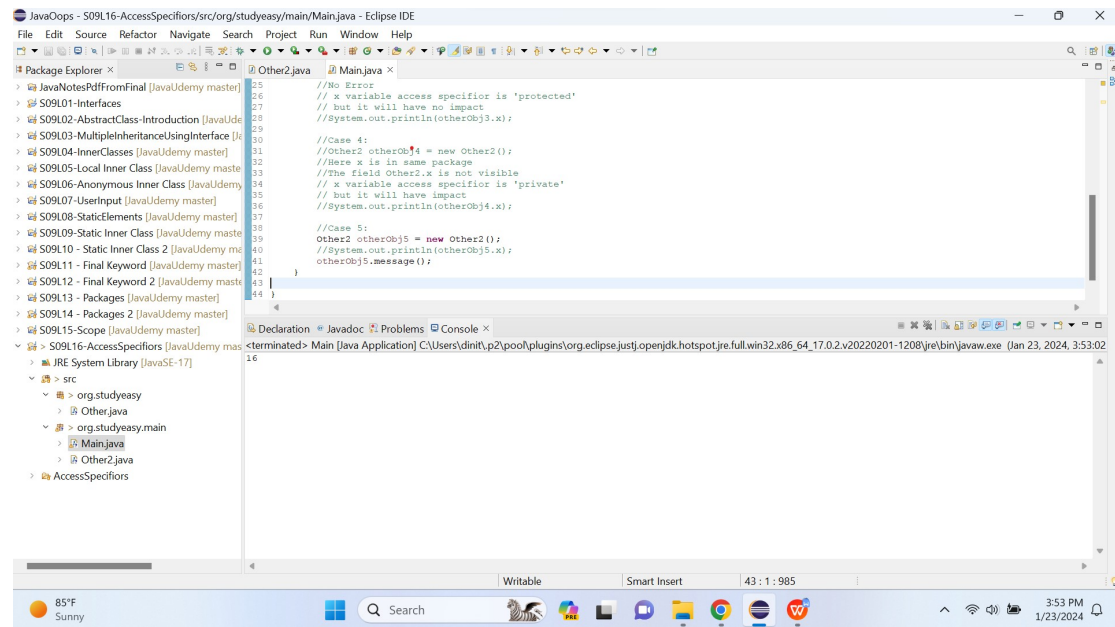 JavaOops - S09L16-AccessSpecifiors/src/org/studyeasy/main/Main.java - Eclipse IDE
File Edit Source Refactor Navigate Search Project Run Window Help
Package Explorer
JavaNotesPdfFromFinal [JavaUdemy master]
S09L01-Interfaces
S09L02-AbstractClass-Introduction [JavaUde
S09L03-MultipleInheritanceUsingInterface [Ja
S09L04-InnerClasses [JavaUdemy master]
S09L05-Local Inner Class [JavaUdemy maste
S09L06-Anonymous Inner Class [JavaUdemy
S09L07-UserInput [JavaUdemy master]
S09L08-StaticElements [JavaUdemy master]
S09L09-Static Inner Class [JavaUdemy maste
S09L10 - Static Inner Class 2 [JavaUdemy ma
S09L11 - Final Keyword [JavaUdemy master]
S09L12 - Final Keyword 2 [JavaUdemy maste
S09L13 - Packages [JavaUdemy master]
S09L14 - Packages 2 [JavaUdemy master]
S09L15-Scope [JavaUdemy master]
> S09L16-AccessSpecifiors [JavaUdemy mas
JRE System Library [JavaSE-17]
> src
> org.studyeasy
Other.java
> org.studyeasy.main
Main.java
Other2.java
AccessSpecifiors
Other2.java Main.java
25 //No Error
26 // x variable access specifior is 'protected'
27 // but it will have no impact
28 //System.out.println(otherObj3.x);
29
30 //Case 4:
31 //Other2 otherObj4 = new Other2();
32 //Here x is in same package
33 //The field Other2.x is not visible
34 // x variable access specifior is 'private'
35 // but it will have impact
36 //System.out.println(otherObj4.x);
37
38 //Case 5:
39 Other2 otherObj5 = new Other2();
40 //System.out.println(otherObj5.x);
41 otherObj5.message();
42 }
43
44 }
Declaration Javadoc Problems Console
<terminated> Main [Java Application] C:\Users\dinit\.p2\pool\plugins\org.eclipse.justj.openjdk.hotspot.jre.full.win32.x86_64_17.0.2.v20220201-1208\jre\bin\javaw.exe (Jan 23, 2024, 3:53:02
16
Writable Smart Insert 43 : 1 : 985
85°F
Sunny
Search
PRE
3:53 PM
1/23/2024